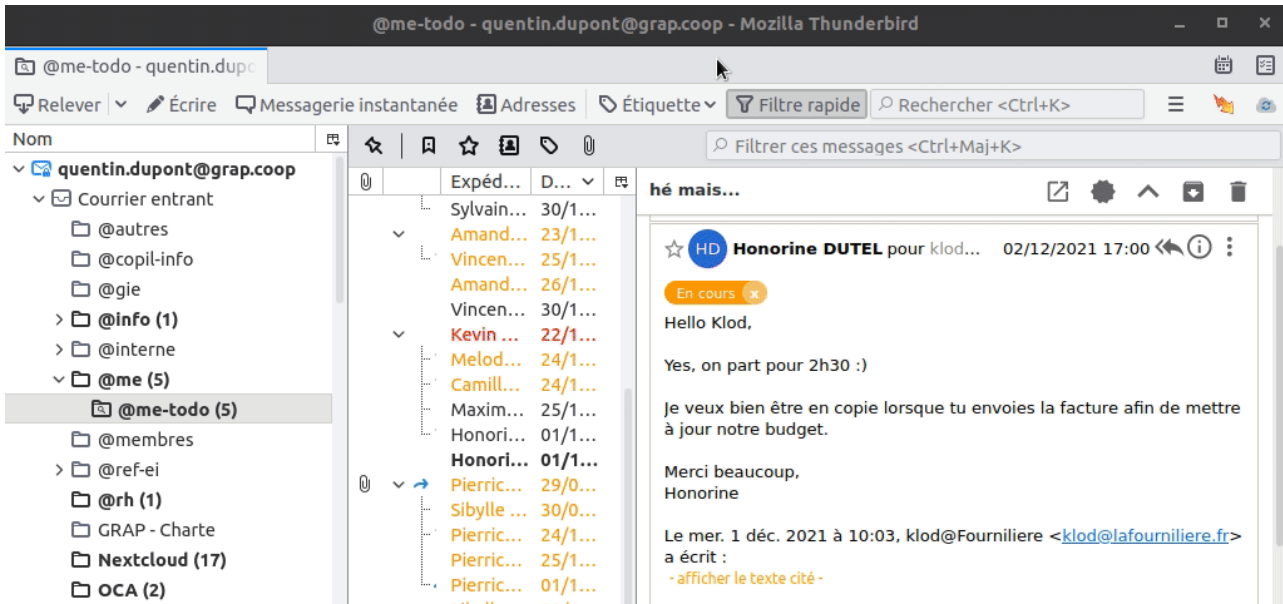 @me-todo - quentin.dupont@grap.coop - Mozilla Thunderbird
@me-todo - quentin.dupo
Relever Écrire Messagerie instantanée Adresses Étiquette Filtre rapide Rechercher <Ctrl+K>
Nom
Filtrer ces messages <Ctrl+Maj+K>
quentin.dupont@grap.coop
Courrier entrant
@autres
@copil-info
@gie
@info (1)
@interne
@me (5)
@me-todo (5)
@membres
@ref-ei
@rh (1)
GRAP - Charte
Nextcloud (17)
OCA (2)
Expéd... D...
Sylvain... 30/1...
Amand... 23/1...
Vincen... 25/1...
Amand... 26/1...
Vincen... 30/1...
Kevin ... 22/1...
Melod... 24/1...
Camill... 24/1...
Maxim... 25/1...
Honori... 01/1...
Honori... 01/1...
Pierric... 29/0...
Sibylle ... 30/0...
Pierric... 24/1...
Pierric... 25/1...
Pierric... 01/1...
hé mais...
HD Honorine DUTEL pour klod... 02/12/2021 17:00
En cours x
Hello Klod,
Yes, on part pour 2h30 :)
Je veux bien être en copie lorsque tu envoies la facture afin de mettre
à jour notre budget.
Merci beaucoup,
Honorine
Le mer. 1 déc. 2021 à 10:03, klod@Fourniliere <klod@lafourniliere.fr>
a écrit :
- afficher le texte cité -